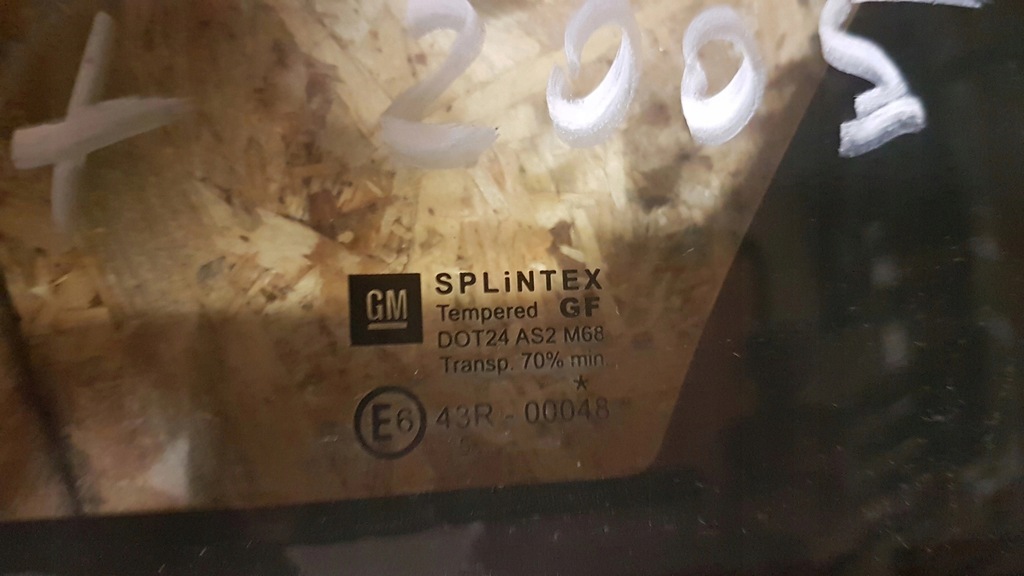 + 2005
GM
SPLiNTEX
Tempered GF
DOT24 AS2 M68
Transp. 70% min
*
E6 43R - 00048